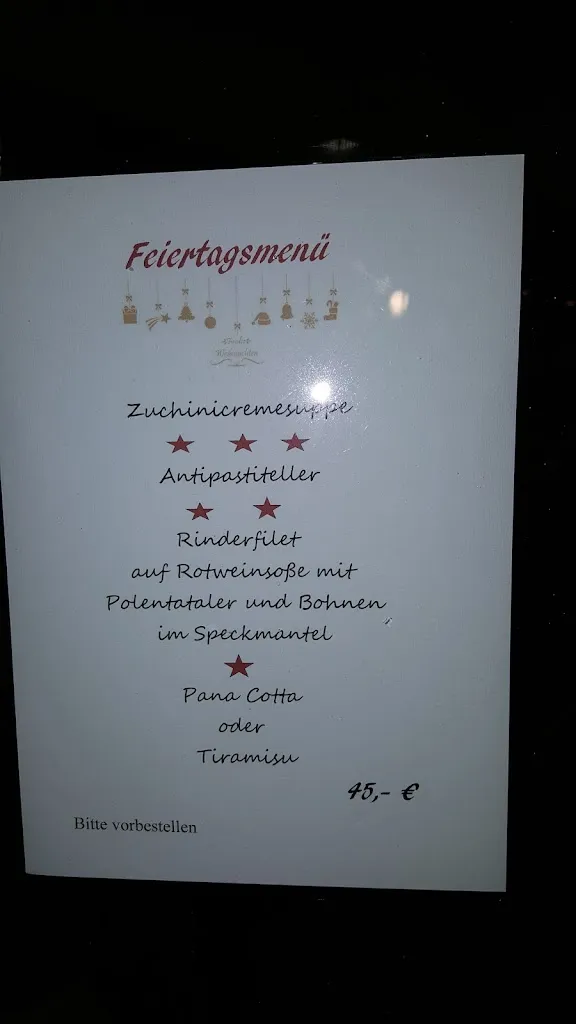 Feiertagsmenü
Weihnachten
Zuchinicremesuppe
Antipastiteller
Rinderfilet
auf Rotweinsoße mit
Polentataler und Bohnen
im Speckmantel
Pana Cotta
oder
Tiramisu
45,- €
Bitte vorbestellen